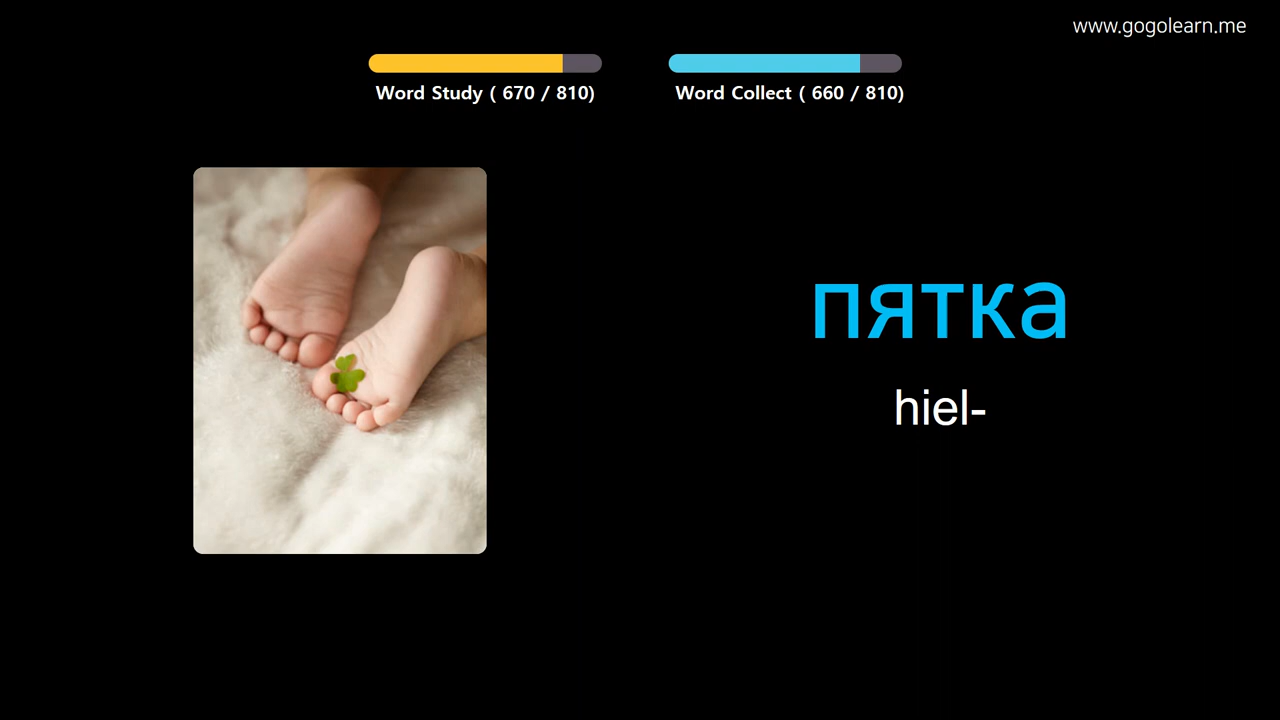 www.gogolearn.me
Word Study ( 670 / 810)
Word Collect ( 660 / 810)
пятка
hiel-